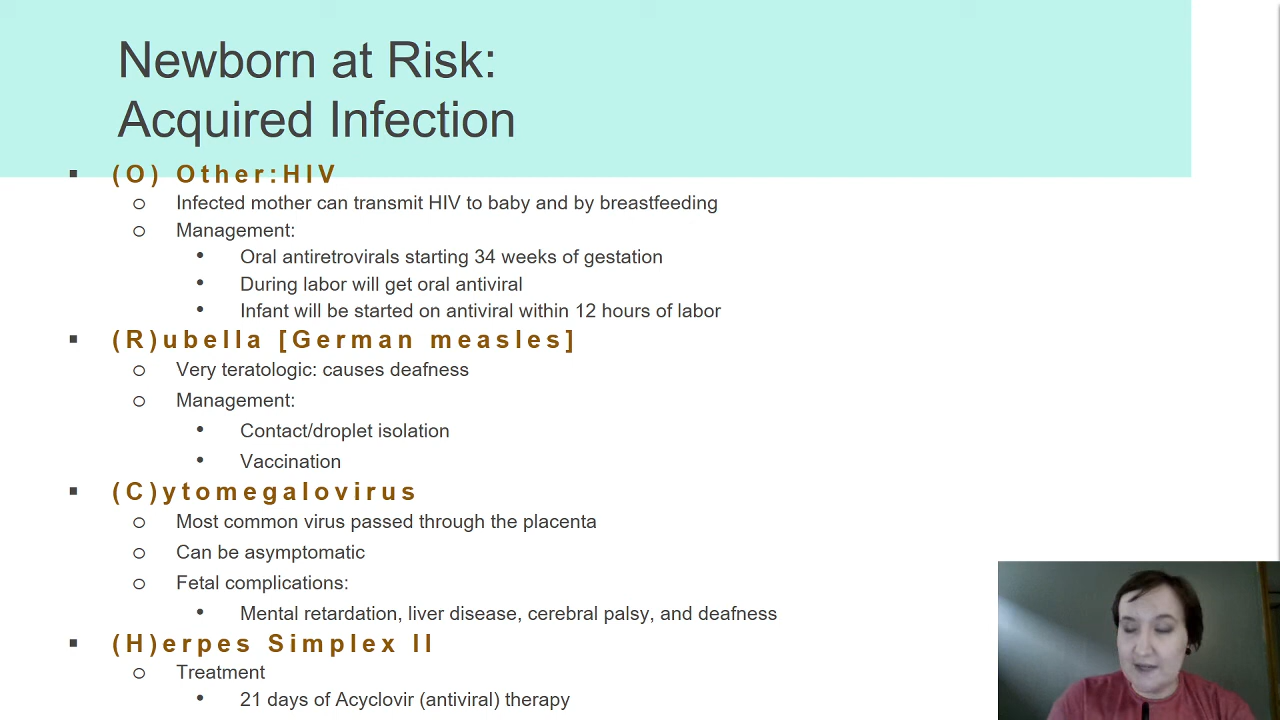 Newborn at Risk:
Acquired Infection
▪ (O) Other:HIV
o Infected mother can transmit HIV to baby and by breastfeeding
o Management:
• Oral antiretrovirals starting 34 weeks of gestation
• During labor will get oral antiviral
• Infant will be started on antiviral within 12 hours of labor
▪ (R)ubella [German measles]
o Very teratologic: causes deafness
o Management:
• Contact/droplet isolation
• Vaccination
▪ (C)ytomegalovirus
o Most common virus passed through the placenta
o Can be asymptomatic
o Fetal complications:
• Mental retardation, liver disease, cerebral palsy, and deafness
▪ (H)erpes Simplex II
o Treatment
• 21 days of Acyclovir (antiviral) therapy